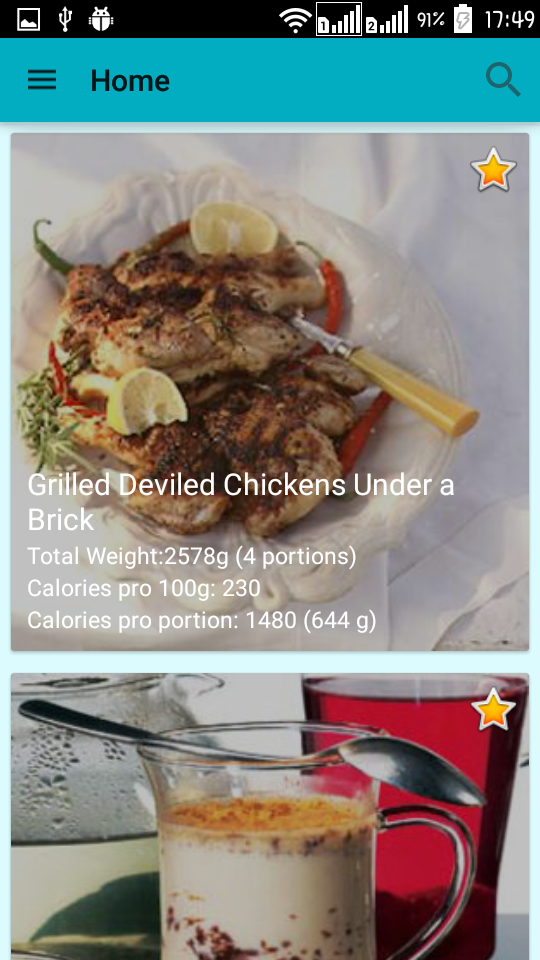 1 2 91% 17:49
Home
Grilled Deviled Chickens Under a
Brick
Total Weight:2578g (4 portions)
Calories pro 100g: 230
Calories pro portion: 1480 (644 g)